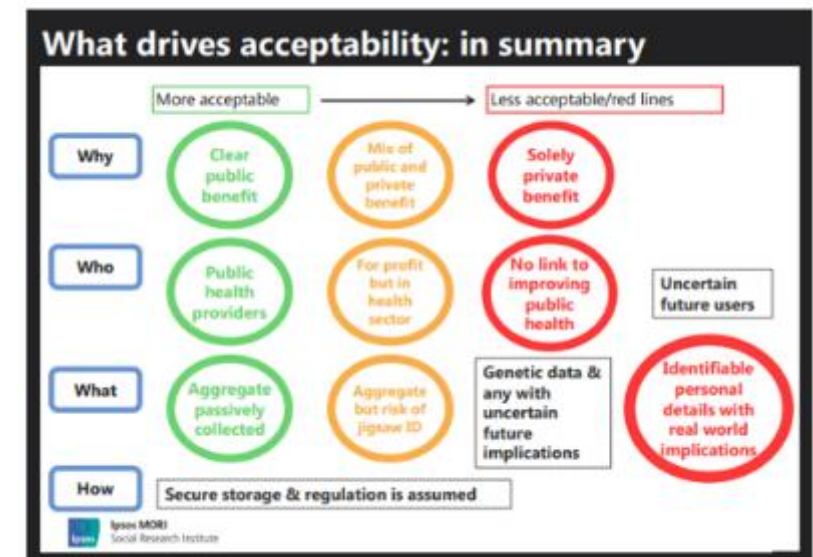 What drives acceptability: in summary
More acceptable
Less acceptable/red lines
Why
Clear
public
benefit
Mix of
public and
private
benefit
Solely
private
benefit
Who
Public
health
providers
For profit
but in
health
sector
No link to
improving
public
health
Uncertain
future users
What
Aggregate
passively
collected
Aggregate
but risk of
jigsaw ID
Genetic data &
any with
uncertain
future
implications
Identifiable
personal
details with
real world
implications
How
Secure storage & regulation is assumed
Ipsos
Ipsos MORI
Social Research Institute